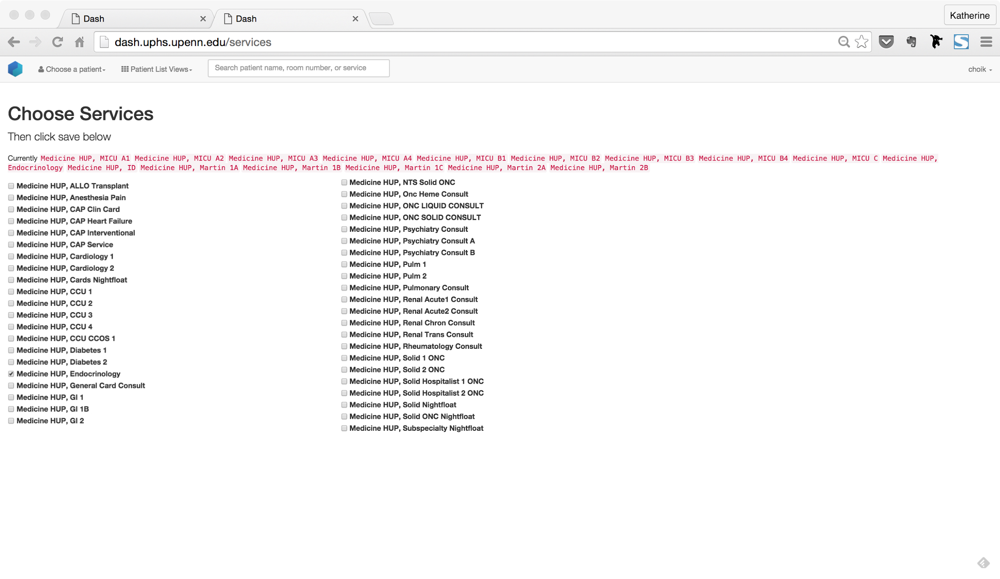 Dash
Dash
Katherine
dash.uphs.upenn.edu/services
Choose a patient
Patient List Views
Search patient name, room number, or service
choik
Choose Services
Then click save below
Currently Medicine HUP, MICU A1 Medicine HUP, MICU A2 Medicine HUP, MICU A3 Medicine HUP, MICU A4 Medicine HUP, MICU B1 Medicine HUP, MICU B2 Medicine HUP, MICU B3 Medicine HUP, MICU B4 Medicine HUP, MICU C Medicine HUP,
Endocrinology Medicine HUP, ID Medicine HUP, Martin 1A Medicine HUP, Martin 1B Medicine HUP, Martin 1C Medicine HUP, Martin 2A Medicine HUP, Martin 2B
Medicine HUP, ALLO Transplant
Medicine HUP, Anesthesia Pain
Medicine HUP, CAP Clin Card
Medicine HUP, CAP Heart Failure
Medicine HUP, CAP Interventional
Medicine HUP, CAP Service
Medicine HUP, Cardiology 1
Medicine HUP, Cardiology 2
Medicine HUP, Cards Nightfloat
Medicine HUP, CCU 1
Medicine HUP, CCU 2
Medicine HUP, CCU 3
Medicine HUP, CCU 4
Medicine HUP, CCU CCOS 1
Medicine HUP, Diabetes 1
Medicine HUP, Diabetes 2
Medicine HUP, Endocrinology
Medicine HUP, General Card Consult
Medicine HUP, GI 1
Medicine HUP, GI 1B
Medicine HUP, GI 2
Medicine HUP, NTS Solid ONC
Medicine HUP, Onc Heme Consult
Medicine HUP, ONC LIQUID CONSULT
Medicine HUP, ONC SOLID CONSULT
Medicine HUP, Psychiatry Consult
Medicine HUP, Psychiatry Consult A
Medicine HUP, Psychiatry Consult B
Medicine HUP, Pulm 1
Medicine HUP, Pulm 2
Medicine HUP, Pulmonary Consult
Medicine HUP, Renal Acute1 Consult
Medicine HUP, Renal Acute2 Consult
Medicine HUP, Renal Chron Consult
Medicine HUP, Renal Trans Consult
Medicine HUP, Rheumatology Consult
Medicine HUP, Solid 1 ONC
Medicine HUP, Solid 2 ONC
Medicine HUP, Solid Hospitalist 1 ONC
Medicine HUP, Solid Hospitalist 2 ONC
Medicine HUP, Solid Nightfloat
Medicine HUP, Solid ONC Nightfloat
Medicine HUP, Subspecialty Nightfloat